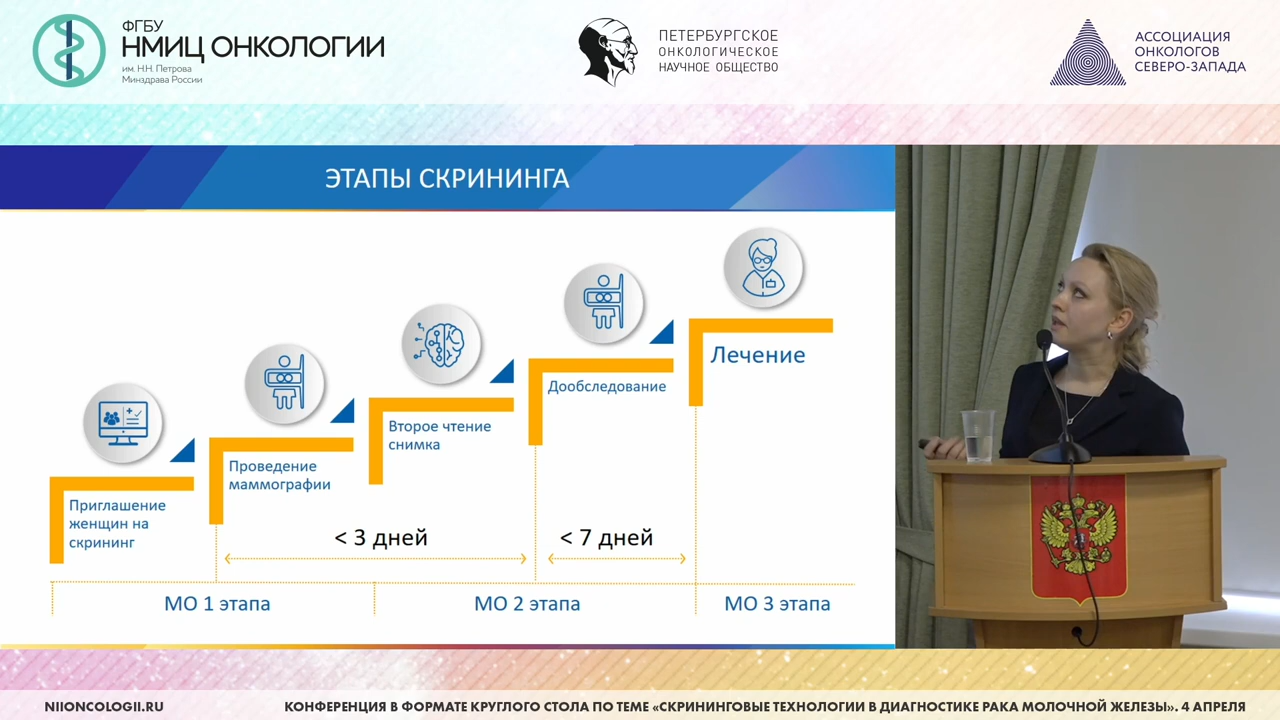 ФГБУ
НМИЦ ОНКОЛОГИИ
им. Н.Н. Петрова
Минздрава России
ПЕТЕРБУРГСКОЕ
ОНКОЛОГИЧЕСКОЕ
НАУЧНОЕ ОБЩЕСТВО
АССОЦИАЦИЯ
ОНКОЛОГОВ
СЕВЕРО-ЗАПАДА
ЭТАПЫ СКРИНИНГА
Приглашение
женщин на
скрининг
Проведение
маммографии
Второе чтение
снимка
Дообследование
Лечение
< 3 дней
< 7 дней
МО 1 этапа
МО 2 этапа
МО 3 этапа
NIIONCOLOGII.RU
КОНФЕРЕНЦИЯ В ФОРМАТЕ КРУГЛОГО СТОЛА ПО ТЕМЕ «СКРИНИНГОВЫЕ ТЕХНОЛОГИИ В ДИАГНОСТИКЕ РАКА МОЛОЧНОЙ ЖЕЛЕЗЫ». 4 АПРЕЛЯ